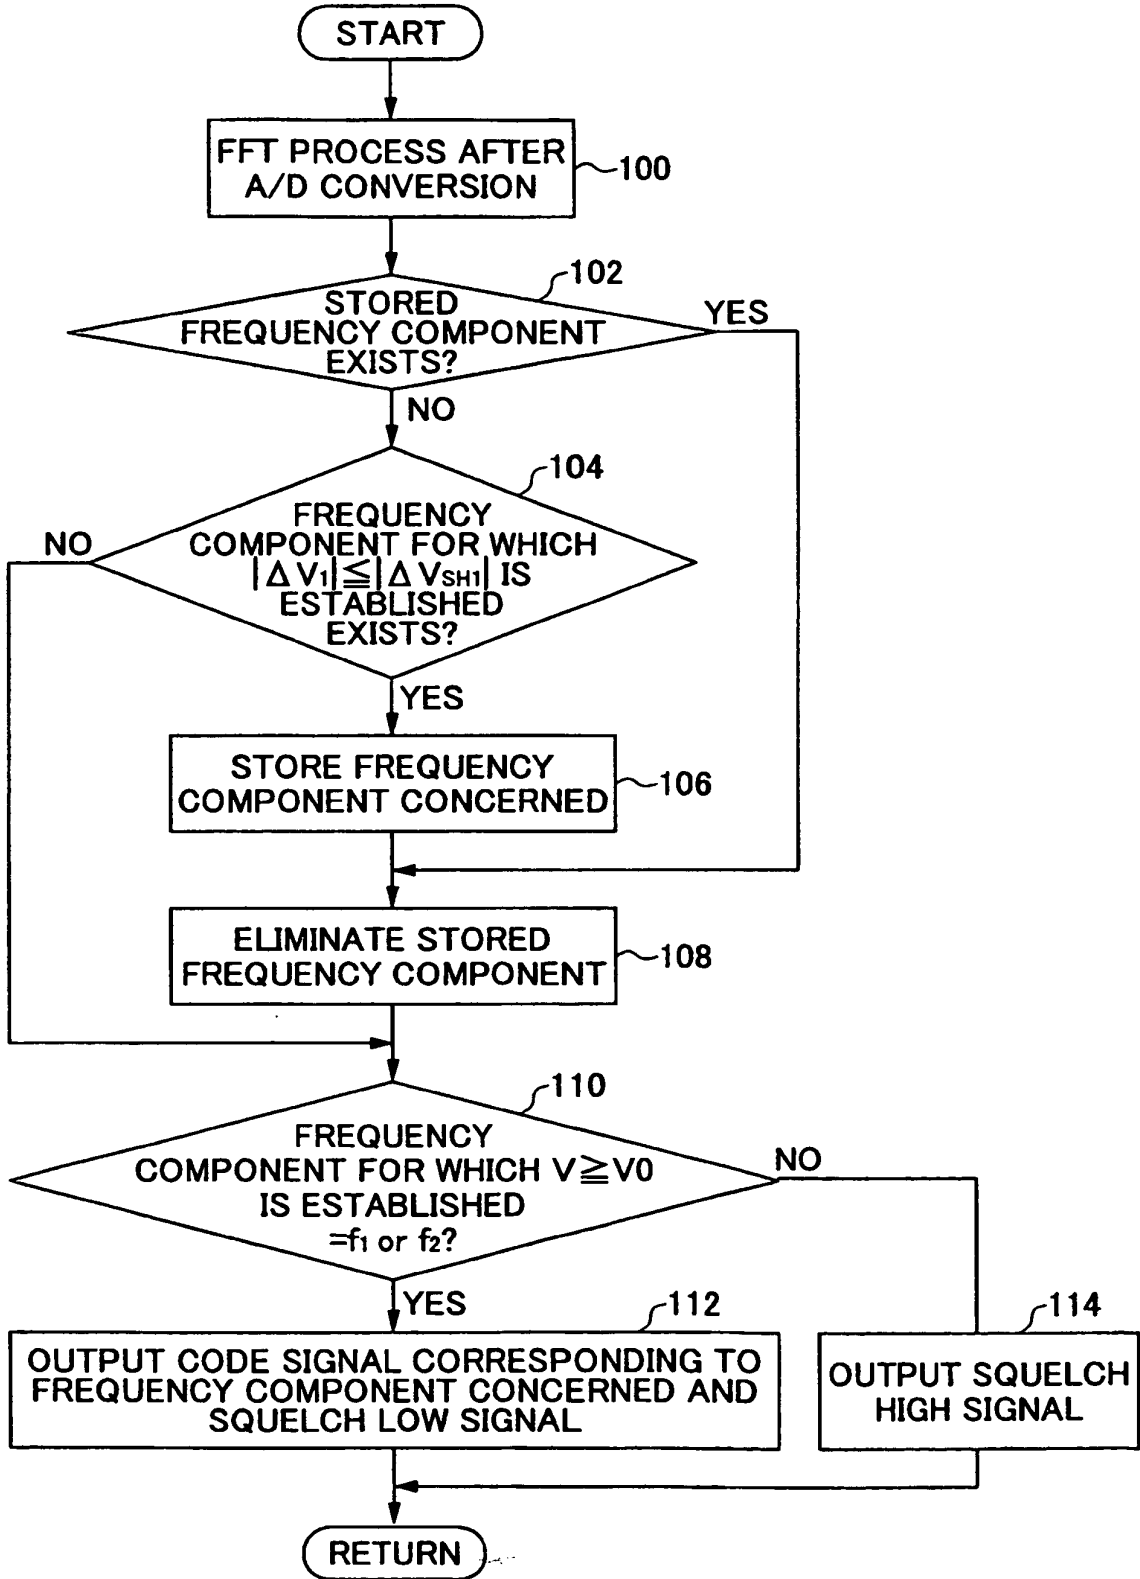 START
FFT PROCESS AFTER
A/D CONVERSION
100
102
STORED
FREQUENCY COMPONENT
EXISTS?
YES
NO
104
FREQUENCY
COMPONENT FOR WHICH
|ΔV1|≦|ΔVSH1| IS
ESTABLISHED
EXISTS?
NO
YES
STORE FREQUENCY
COMPONENT CONCERNED
106
ELIMINATE STORED
FREQUENCY COMPONENT
108
110
FREQUENCY
COMPONENT FOR WHICH V≧V0
IS ESTABLISHED
=f1 or f2?
NO
YES
112
OUTPUT CODE SIGNAL CORRESPONDING TO
FREQUENCY COMPONENT CONCERNED AND
SQUELCH LOW SIGNAL
114
OUTPUT SQUELCH
HIGH SIGNAL
RETURN